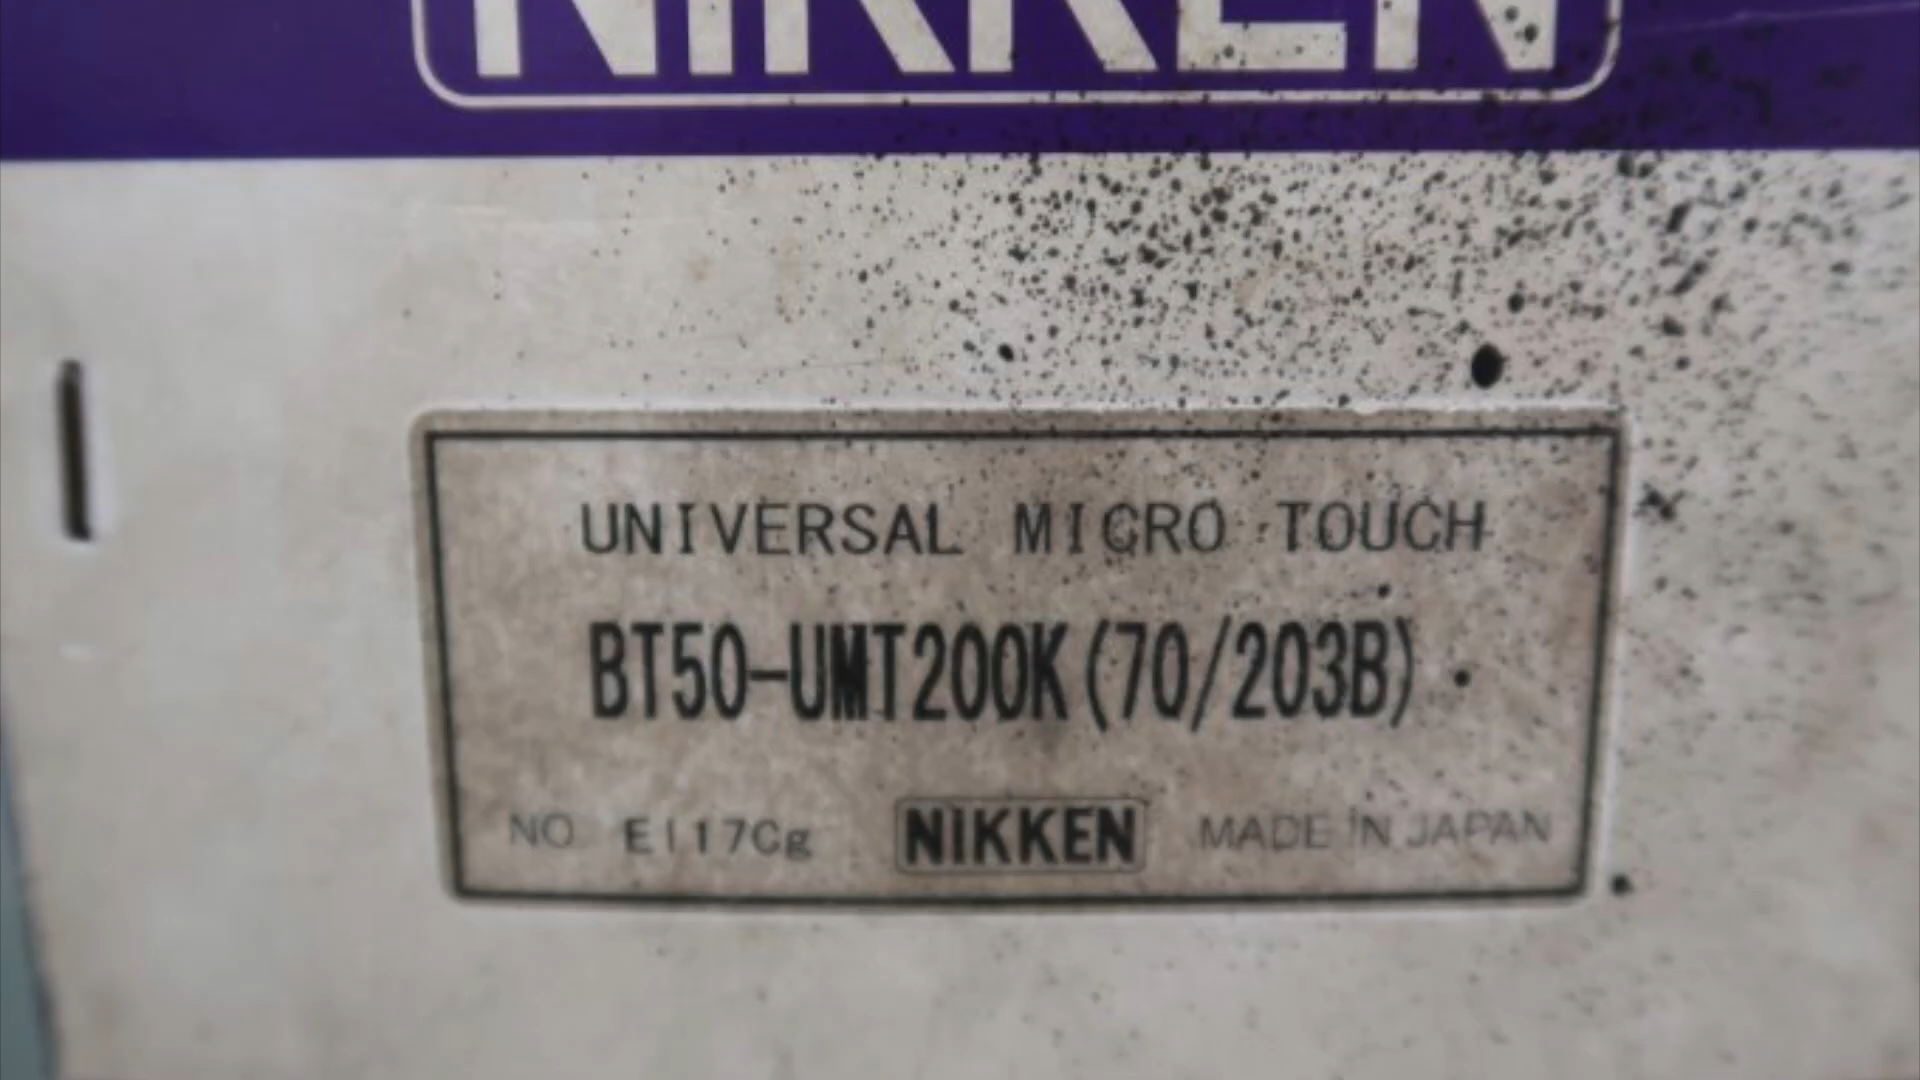 NIKKEN
UNIVERSAL MICRO TOUCH
BT50-UMT200K(70/203B)
NO E117Cg NIKKEN MADE IN JAPAN